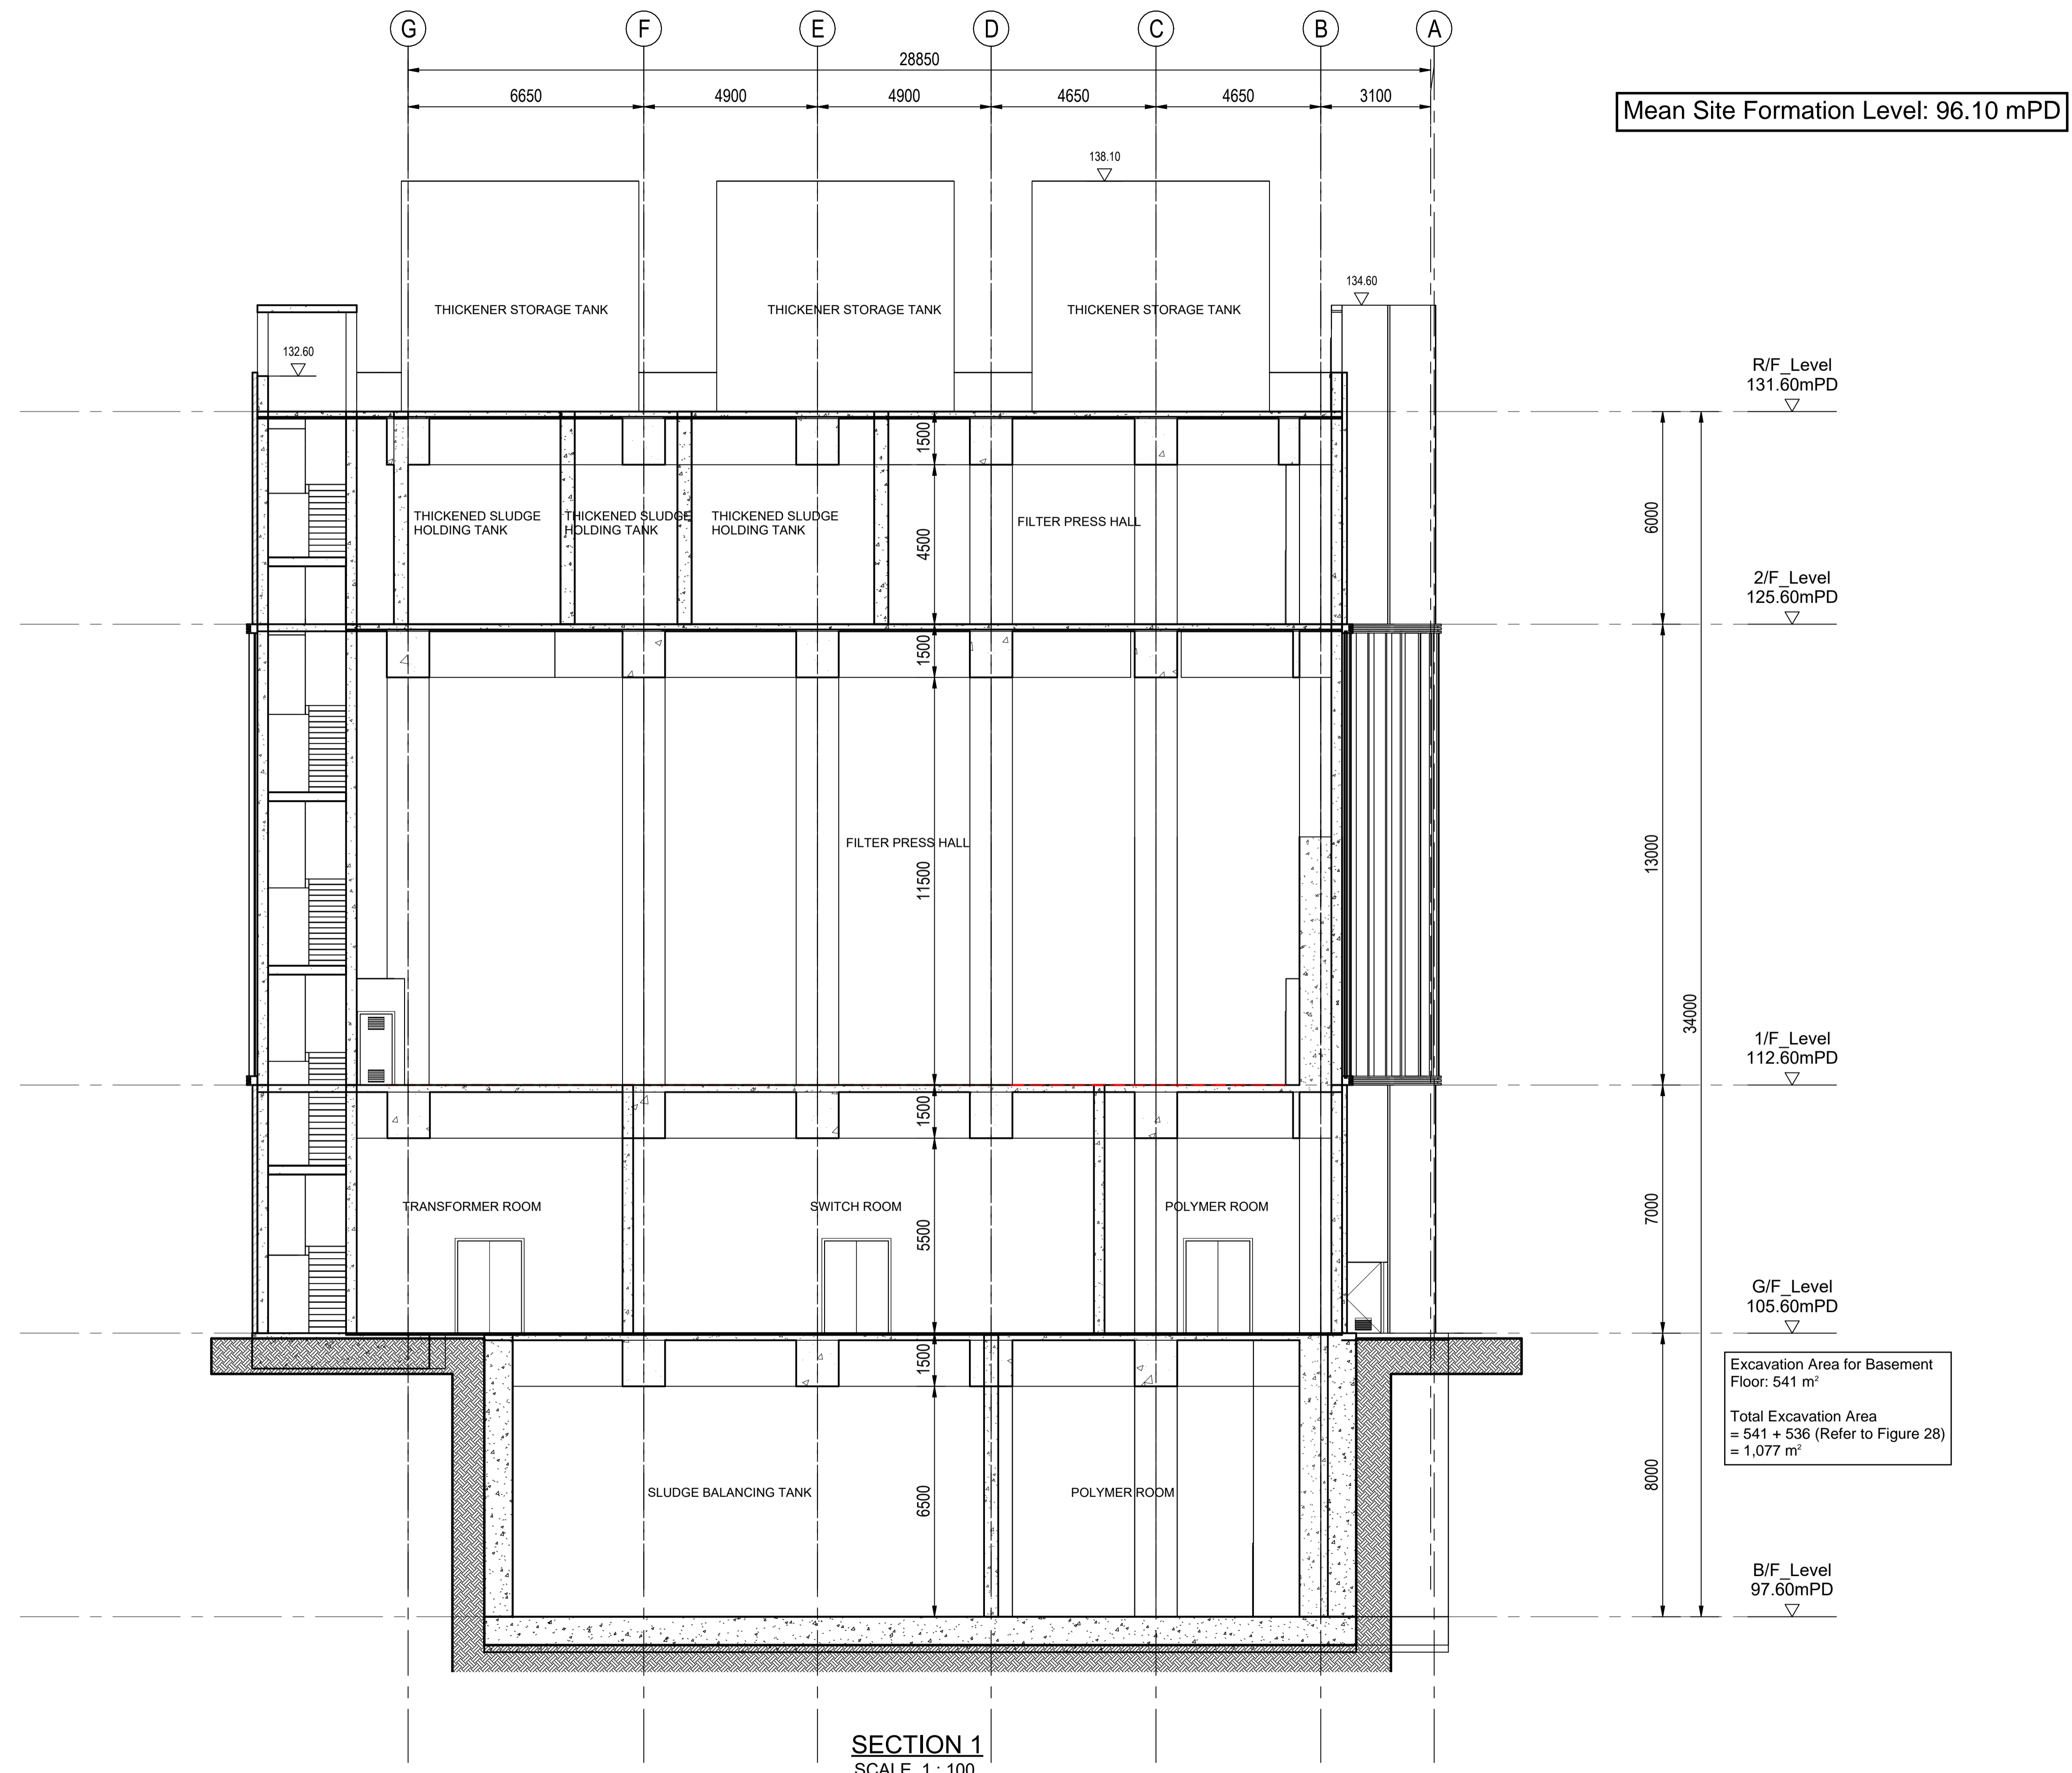 G F E D C B A
28850
6650 4900 4900 4650 4650 3100
Mean Site Formation Level: 96.10 mPD
138.10
134.60
THICKENER STORAGE TANK
THICKENER STORAGE TANK
THICKENER STORAGE TANK
132.60
R/F_Level
131.60mPD
1500
THICKENED SLUDGE
HOLDING TANK
THICKENED SLUDGE
HOLDING TANK
THICKENED SLUDGE
HOLDING TANK
4500
FILTER PRESS HALL
6000
2/F_Level
125.60mPD
1500
FILTER PRESS HALL
11500
13000
34000
1/F_Level
112.60mPD
1500
TRANSFORMER ROOM
SWITCH ROOM
5500
POLYMER ROOM
7000
G/F_Level
105.60mPD
1500
Excavation Area for Basement
Floor: 541 m²
Total Excavation Area
= 541 + 536 (Refer to Figure 28)
= 1,077 m²
SLUDGE BALANCING TANK
6500
POLYMER ROOM
8000
B/F_Level
97.60mPD
SECTION 1
SCALE 1 : 100